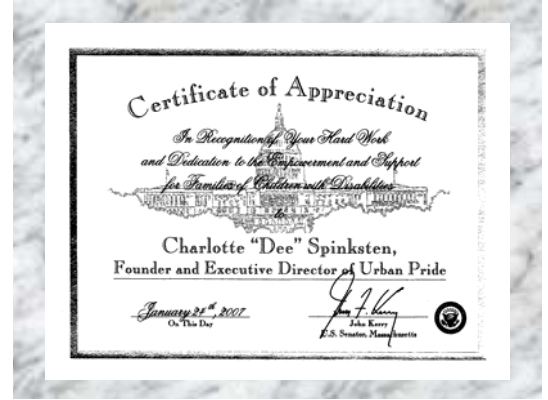 Certificate of Appreciation
In Recognition of Your Hard Work
and Dedication to the Empowerment and Support
for Families of Children with Disabilities
to
Charlotte "Dee" Spinksten,
Founder and Executive Director of Urban Pride
January 24th, 2007
On This Day
John F. Kerry
John Kerry
U.S. Senator, Massachusetts